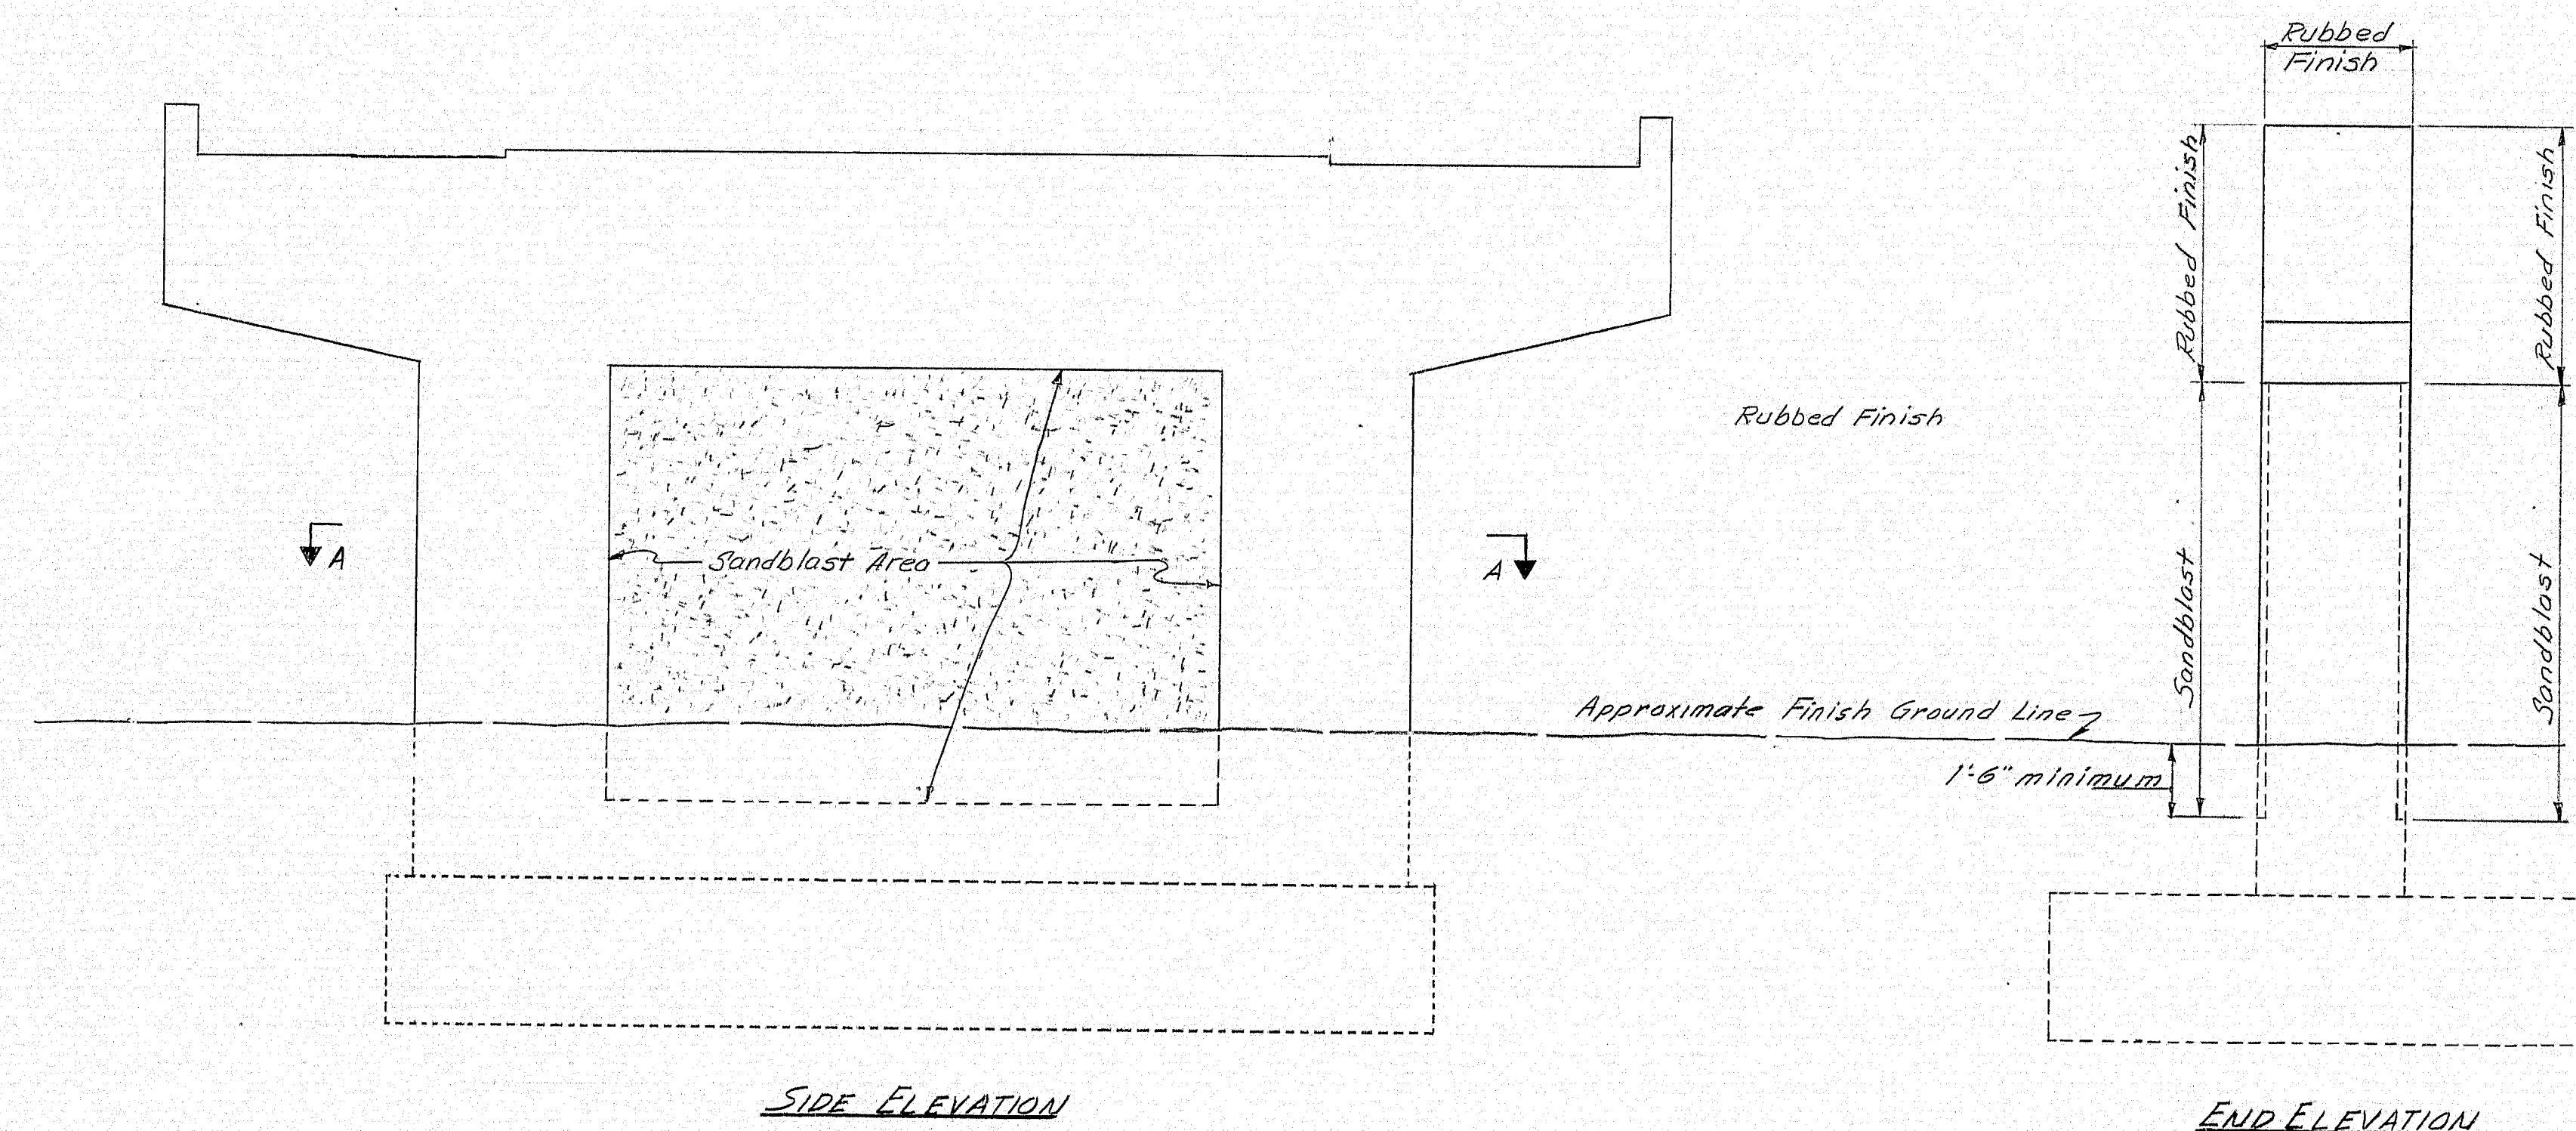 Rubbed
Finish
Rubbed Finish
Rubbed Finish
Rubbed Finish
A
Sandblast Area
A
Sandblast
Sandblast
Approximate Finish Ground Line
1'-6" minimum
SIDE ELEVATION
END ELEVATION